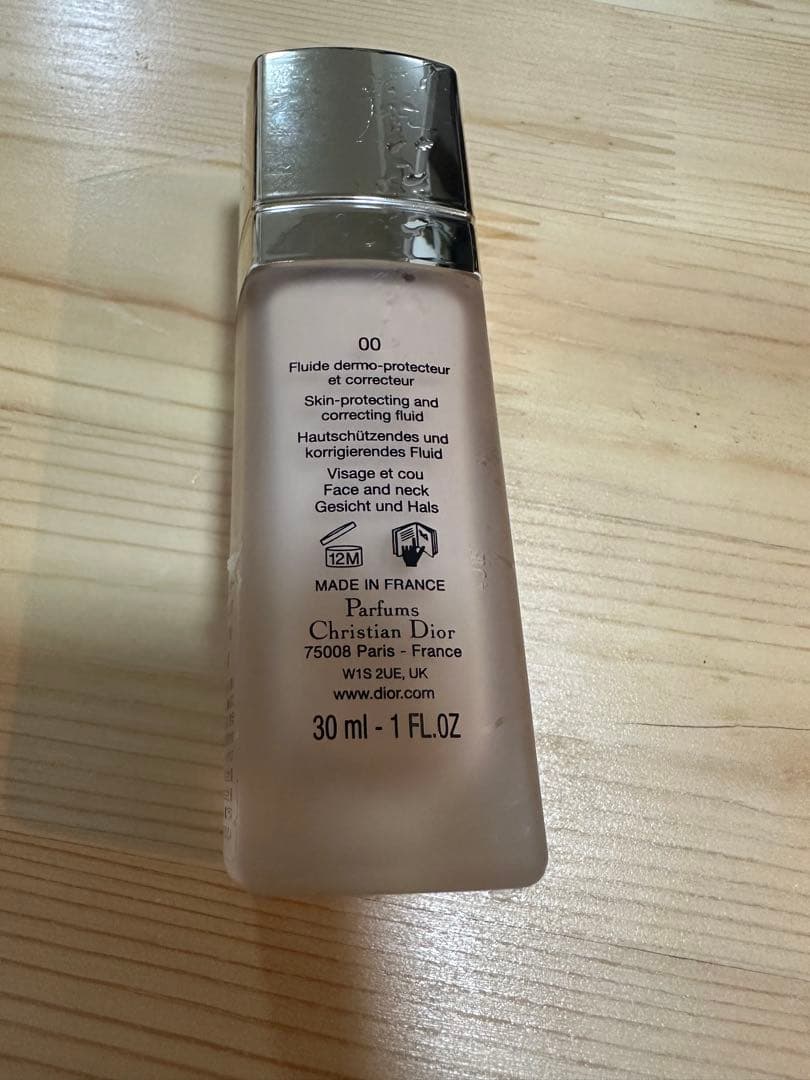 00
Fluide dermo-protecteur
et correcteur
Skin-protecting and
correcting fluid
Hautschützendes und
korrigierendes Fluid
Visage et cou
Face and neck
Gesicht und Hals
12M
MADE IN FRANCE
Parfums
Christian Dior
75008 Paris - France
W1S 2UE, UK
www.dior.com
30 ml - 1 FL.OZ